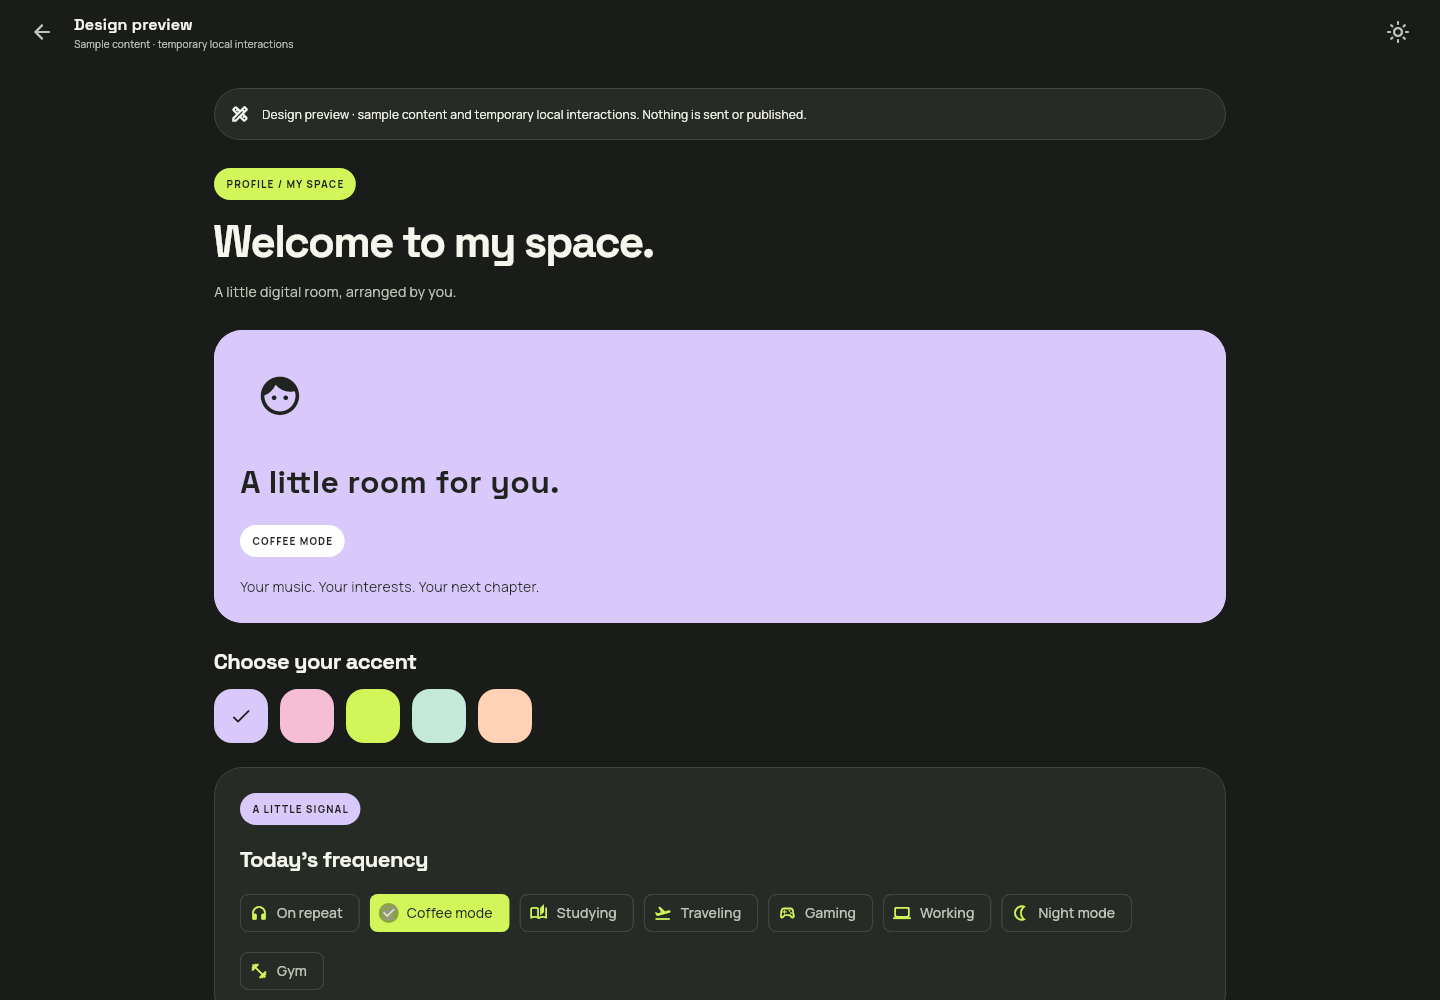 Design preview
Sample content · temporary local interactions
Design preview · sample content and temporary local interactions. Nothing is sent or published.
PROFILE / MY SPACE
Welcome to my space.
A little digital room, arranged by you.
A little room for you.
COFFEE MODE
Your music. Your interests. Your next chapter.
Choose your accent
A LITTLE SIGNAL
Today's frequency
On repeat Coffee mode Studying Traveling Gaming Working Night mode
Gym